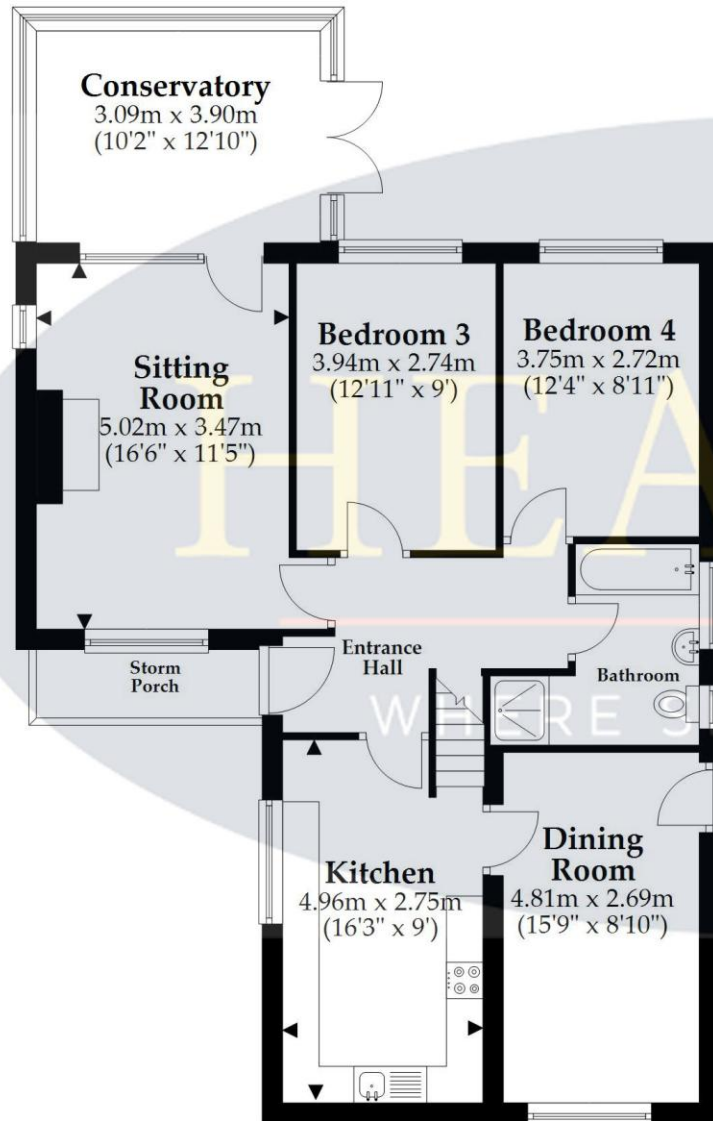 Conservatory
3.09m x 3.90m
(10'2" x 12'10")
Bedroom 3
3.94m x 2.74m
(12'11" x 9')
Bedroom 4
3.75m x 2.72m
(12'4" x 8'11")
Sitting
Room
5.02m x 3.47m
(16'6" x 11'5")
HEA
Entrance
Hall
Storm
Porch
Bathroom
WHERE S
Kitchen
4.96m x 2.75m
(16'3" x 9')
Dining
Room
4.81m x 2.69m
(15'9" x 8'10")